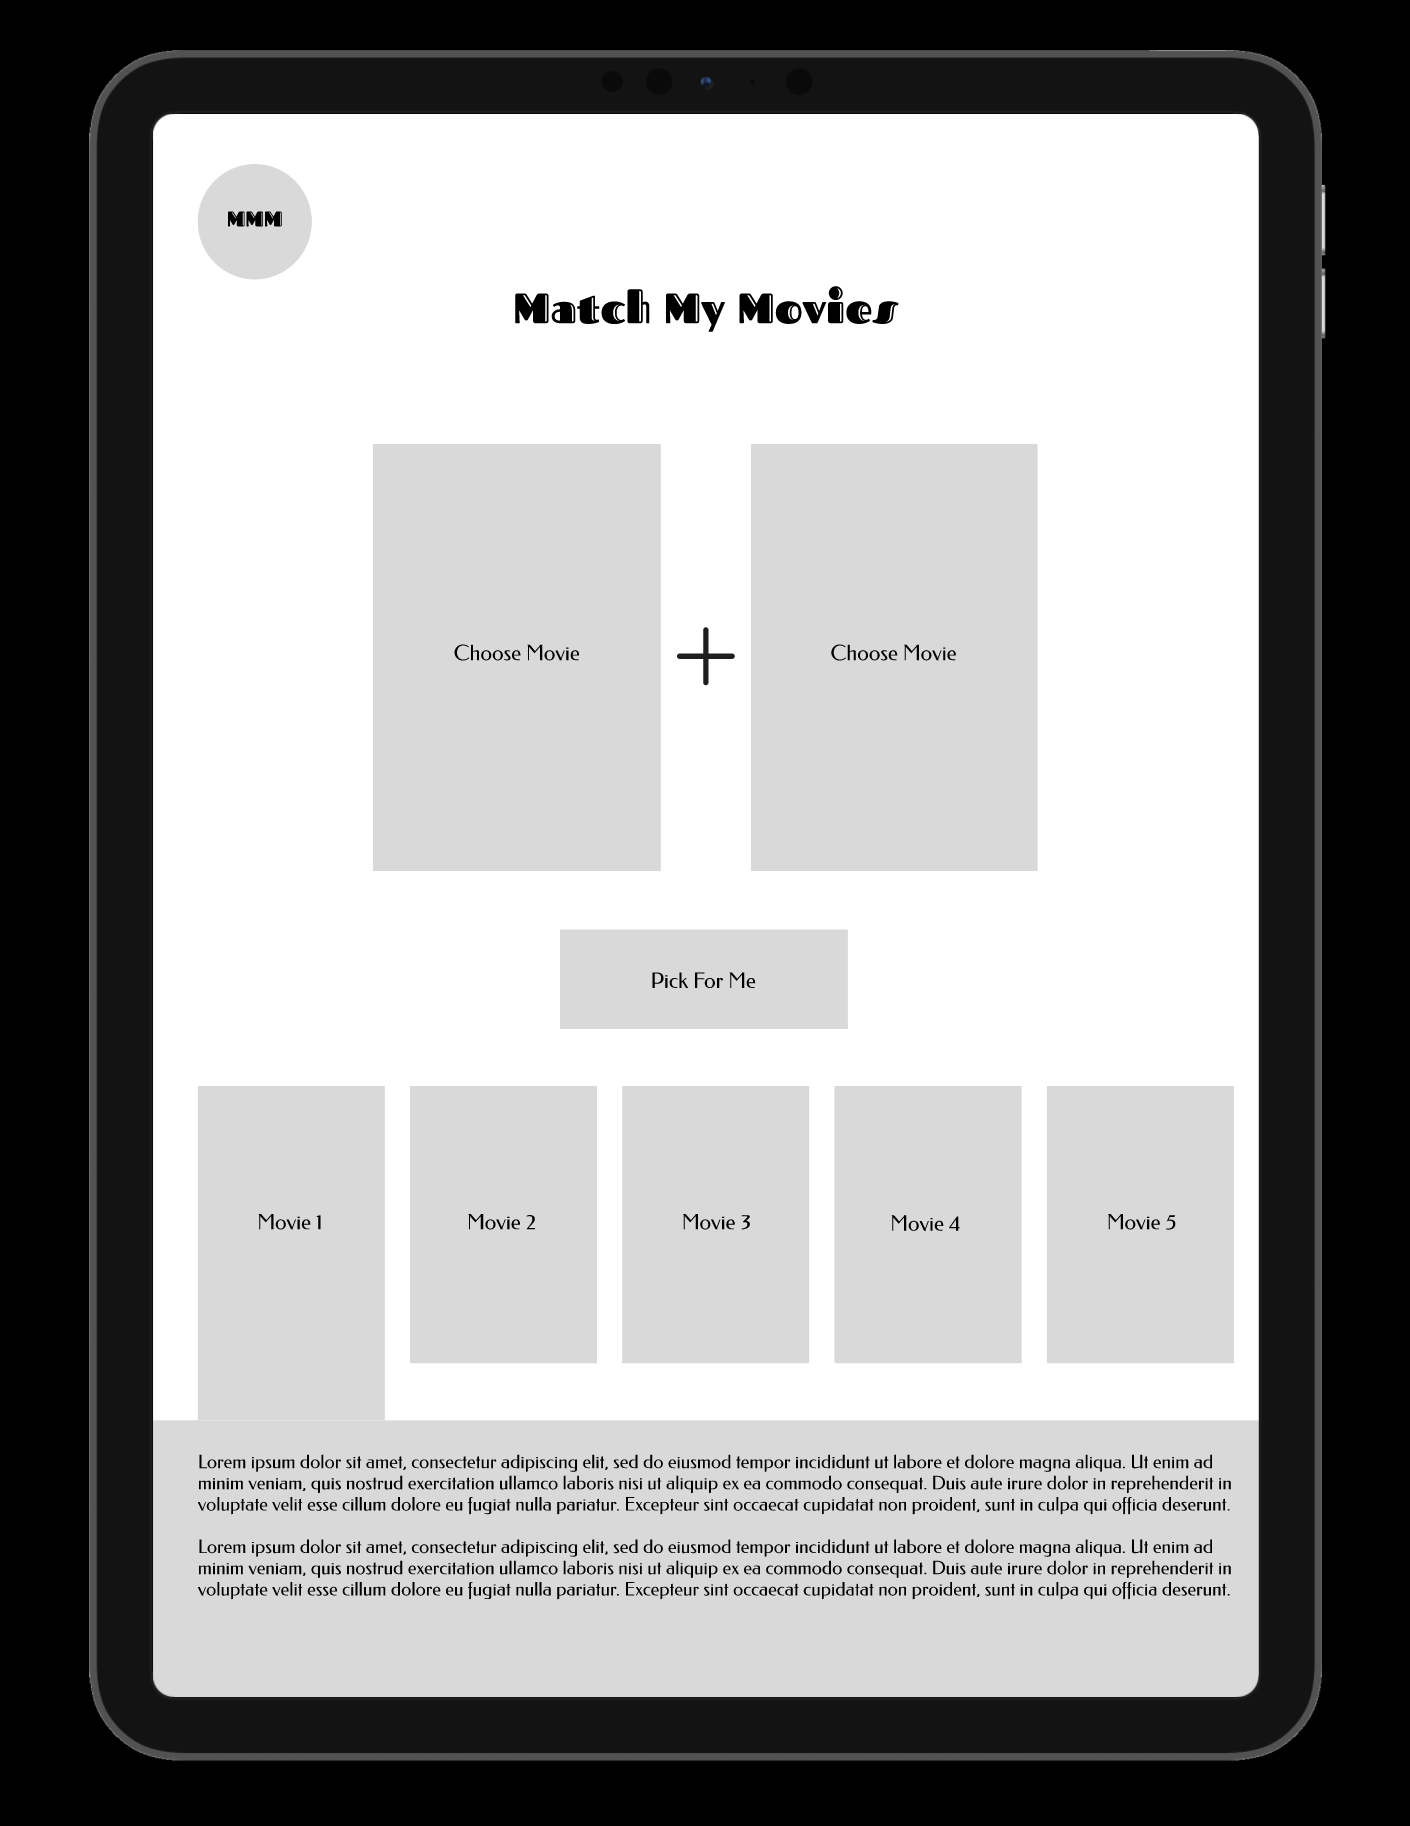 MMM
Match My Movies
Choose Movie
Choose Movie
Pick For Me
Movie 1
Movie 2
Movie 3
Movie 4
Movie 5
Lorem ipsum dolor sit amet, consectetur adipiscing elit, sed do eiusmod tempor incididunt ut labore et dolore magna aliqua. Ut enim ad
minim veniam, quis nostrud exercitation ullamco laboris nisi ut aliquip ex ea commodo consequat. Duis aute irure dolor in reprehenderit in
voluptate velit esse cillum dolore eu fugiat nulla pariatur. Excepteur sint occaecat cupidatat non proident, sunt in culpa qui officia deserunt.
Lorem ipsum dolor sit amet, consectetur adipiscing elit, sed do eiusmod tempor incididunt ut labore et dolore magna aliqua. Ut enim ad
minim veniam, quis nostrud exercitation ullamco laboris nisi ut aliquip ex ea commodo consequat. Duis aute irure dolor in reprehenderit in
voluptate velit esse cillum dolore eu fugiat nulla pariatur. Excepteur sint occaecat cupidatat non proident, sunt in culpa qui officia deserunt.